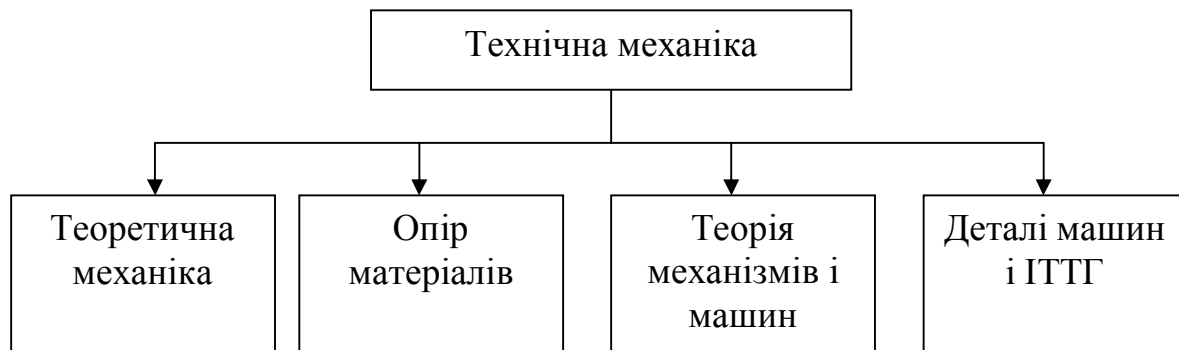 Технічна механіка
Теоретична
механіка
Опір
матеріалів
Теорія
механізмів і
машин
Деталі машин
і ІТТГ